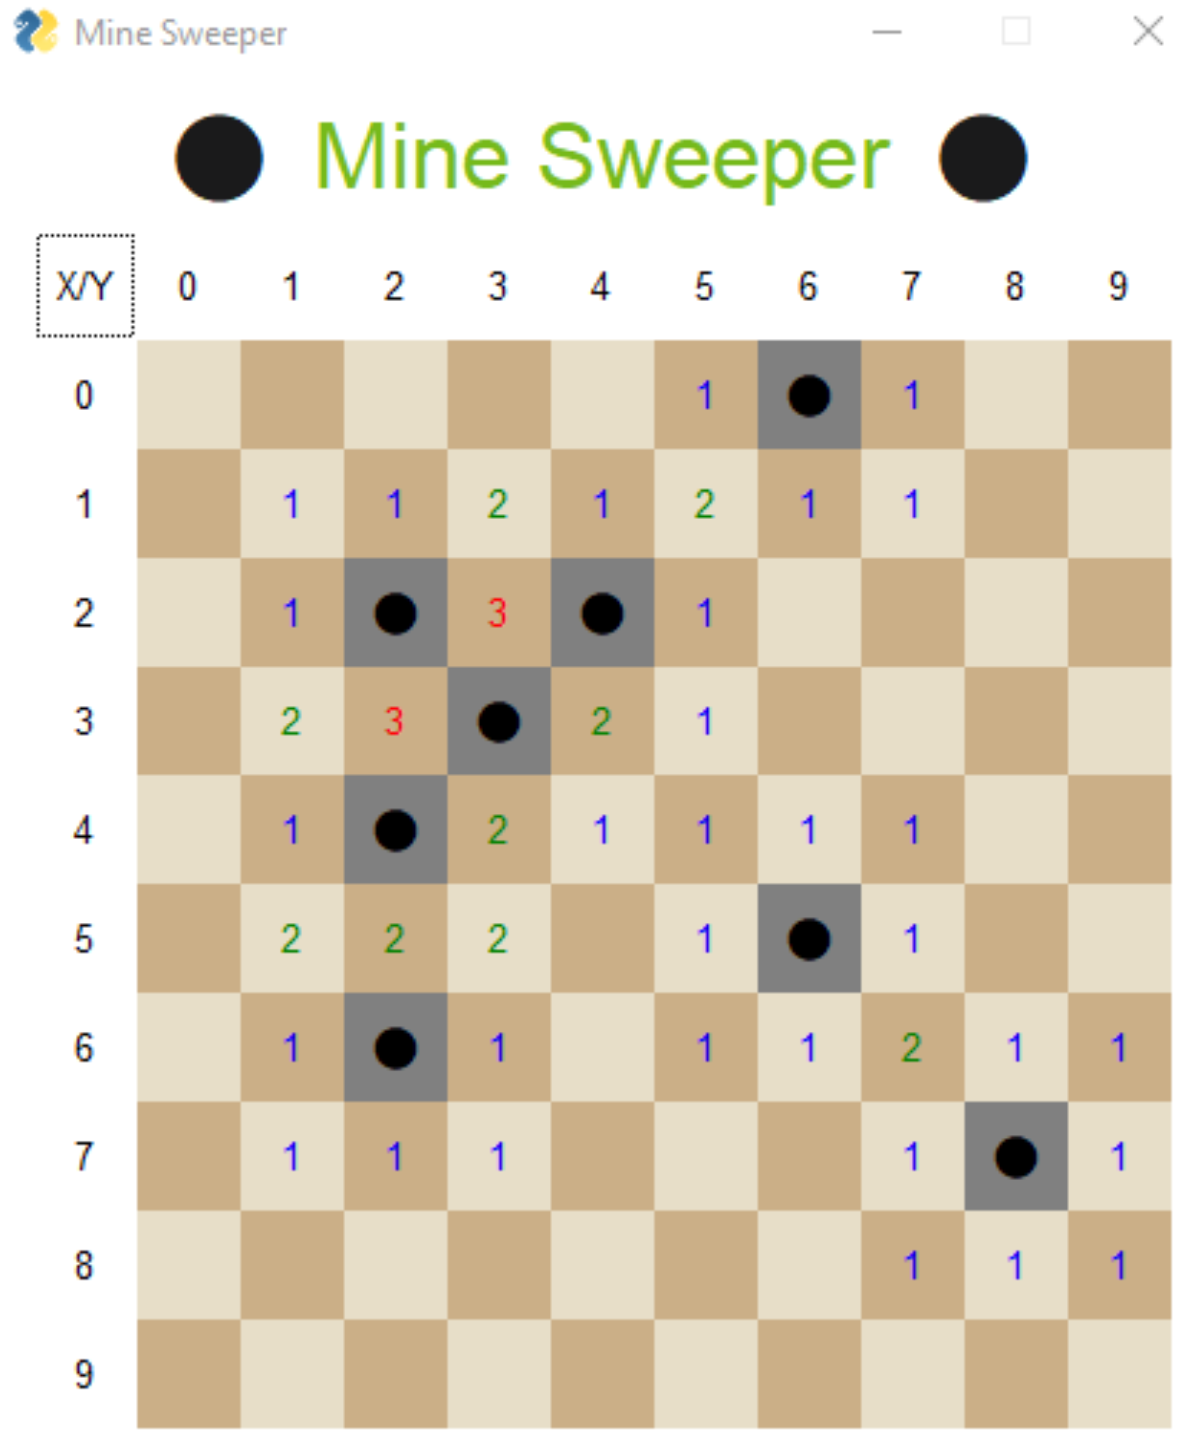 Mine Sweeper
Mine Sweeper
X/Y 0 1 2 3 4 5 6 7 8 9
0 1 1
1 1 1 2 1 2 1 1
2 1 3 1
3 2 3 2 1
4 1 2 1 1 1 1
5 2 2 2 1 1
6 1 1 1 1 2 1 1
7 1 1 1 1 1
8 1 1 1
9